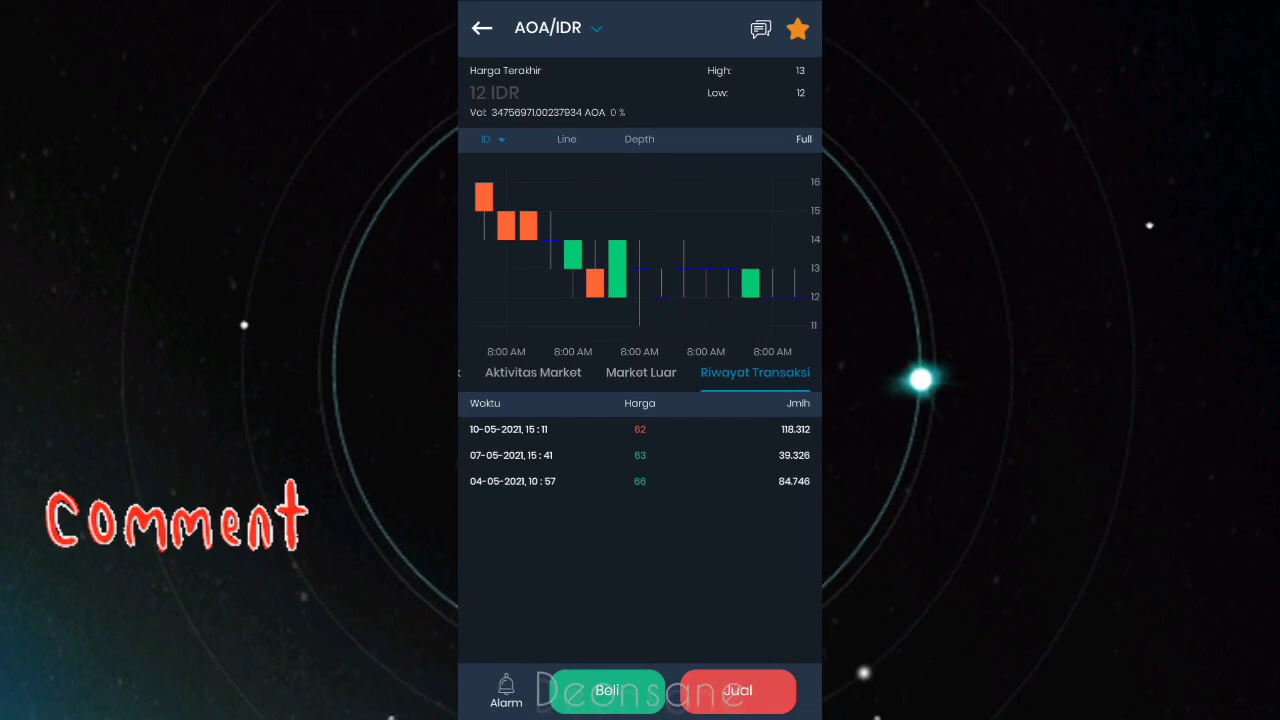 AOA/IDR
Harga Terakhir
12 IDR
Vol: 34756971.00237934 AOA 0 %
High: 13
Low: 12
1D Line Depth Full
16
15
14
13
12
11
8:00 AM 8:00 AM 8:00 AM 8:00 AM 8:00 AM
Aktivitas Market Market Luar Riwayat Transaksi
Waktu Harga Jmlh
10-05-2021, 15 : 11 62 118.312
07-05-2021, 15 : 41 63 39.326
04-05-2021, 10 : 57 66 84.746
comment
Alarm Beli Jual
Deonsane